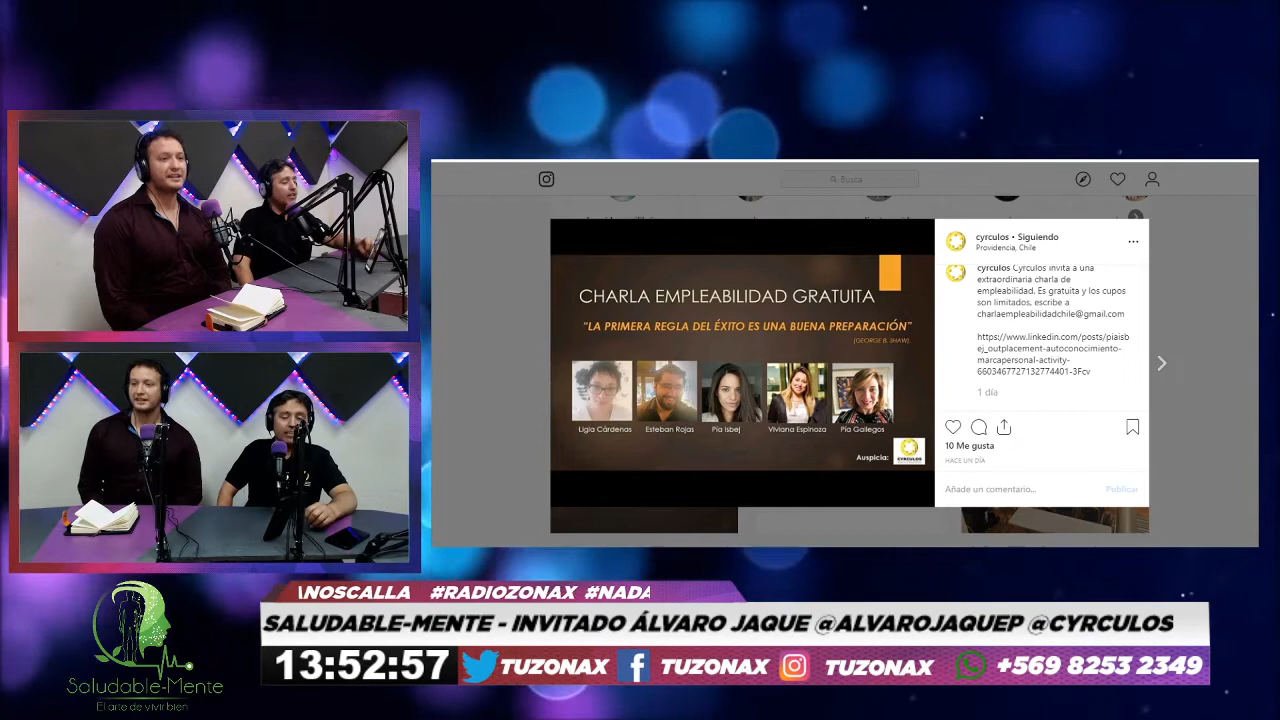 Busca
cyrculos • Siguiendo
Providencia, Chile
cyrculos Cyrculos invita a una
extraordinaria charla de
empleabilidad. Es gratuita y los cupos
son limitados, escribe a
charlaempleabilidadchile@gmail.com
https://www.linkedin.com/posts/piaisb
ej_outplacement-autoconocimiento-
marcapersonal-activity-
6603467727132774401-3Fcv
1 día
10 Me gusta
HACE UN DÍA
Añade un comentario...
Publicar
CHARLA EMPLEABILIDAD GRATUITA
"LA PRIMERA REGLA DEL ÉXITO ES UNA BUENA PREPARACIÓN"
(GEORGE B. SHAW).
Ligia Cárdenas
Esteban Rojas
Pía Isbej
Viviana Espinoza
Pía Gallegos
Auspicia:
CYRCULOS
\NOSCALLA #RADIOZONAX #NADA
SALUDABLE-MENTE - INVITADO ÁLVARO JAQUE @ALVAROJAQUEP @CYRCULOS
13:52:57
TUZONAX
TUZONAX
TUZONAX
+569 8253 2349
Saludable-Mente
El arte de vivir bien